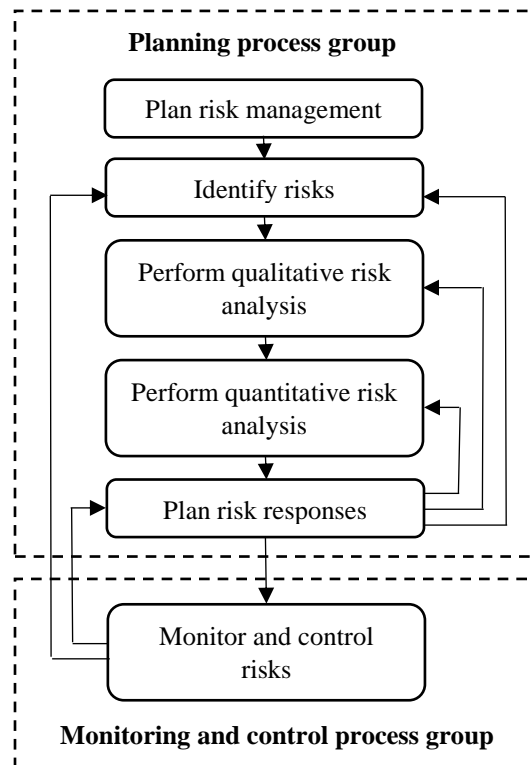 Planning process group
Plan risk management
Identify risks
Perform qualitative risk
analysis
Perform quantitative risk
analysis
Plan risk responses
Monitor and control
risks
Monitoring and control process group